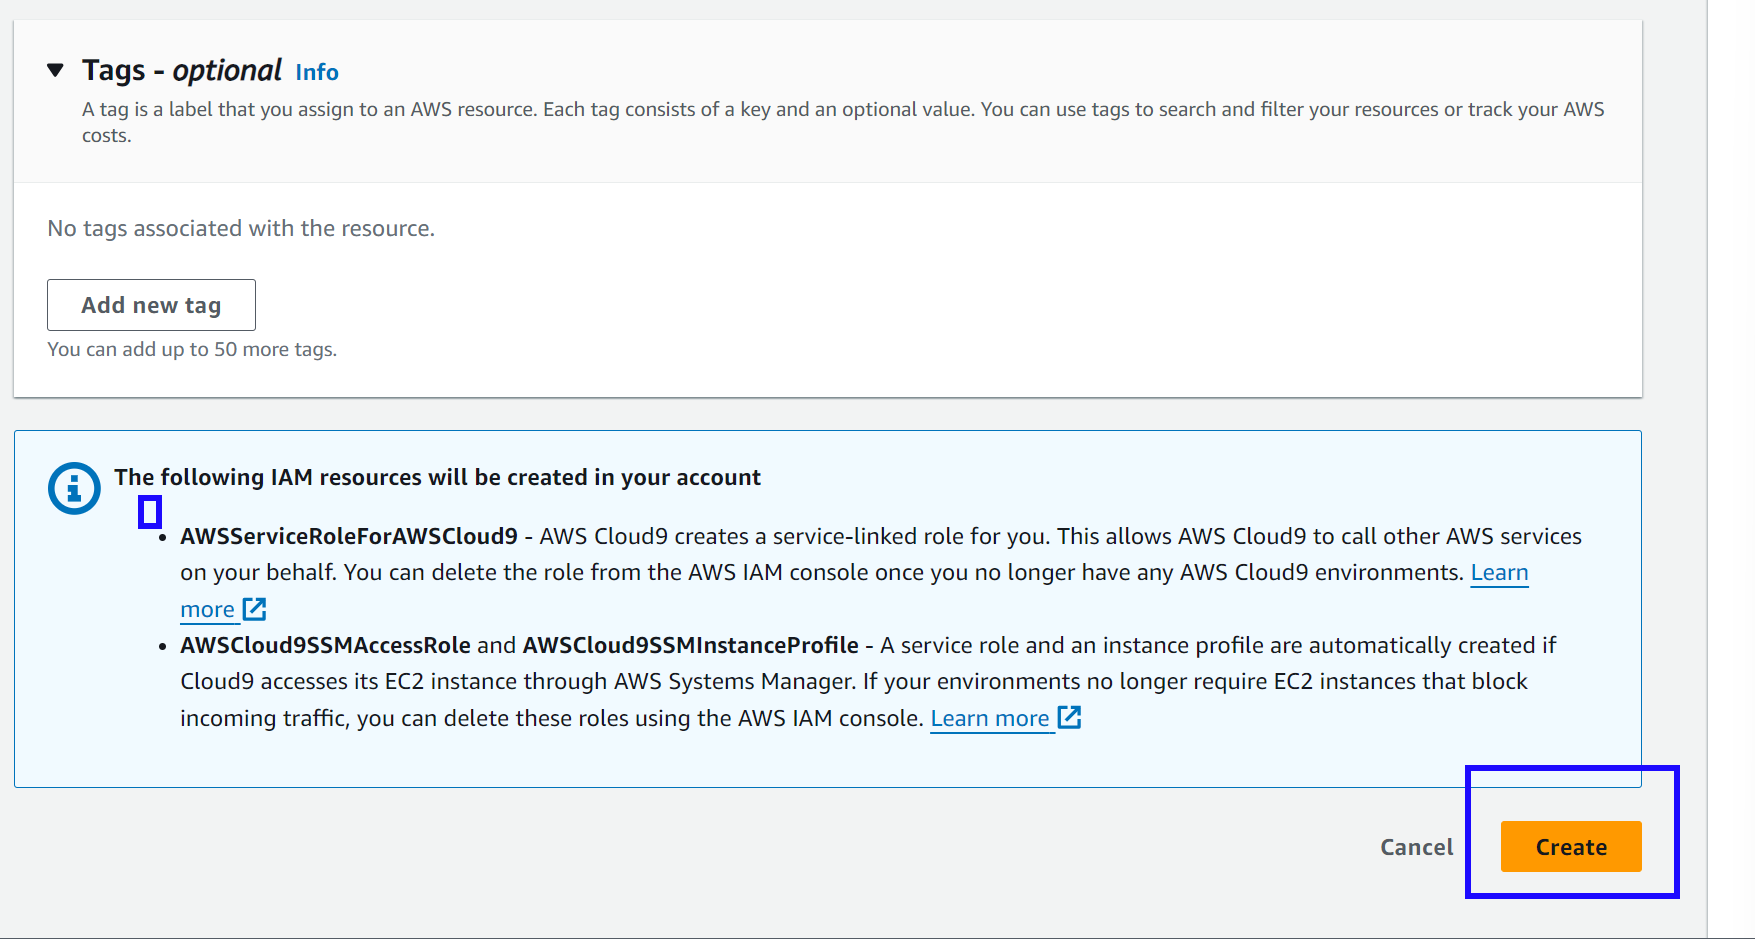 Tags - optional Info
A tag is a label that you assign to an AWS resource. Each tag consists of a key and an optional value. You can use tags to search and filter your resources or track your AWS
costs.
No tags associated with the resource.
Add new tag
You can add up to 50 more tags.
The following IAM resources will be created in your account
• AWSServiceRoleForAWSCloud9 - AWS Cloud9 creates a service-linked role for you. This allows AWS Cloud9 to call other AWS services
on your behalf. You can delete the role from the AWS IAM console once you no longer have any AWS Cloud9 environments. Learn
more
• AWSCloud9SSMAccessRole and AWSCloud9SSMInstanceProfile - A service role and an instance profile are automatically created if
Cloud9 accesses its EC2 instance through AWS Systems Manager. If your environments no longer require EC2 instances that block
incoming traffic, you can delete these roles using the AWS IAM console. Learn more
Cancel Create